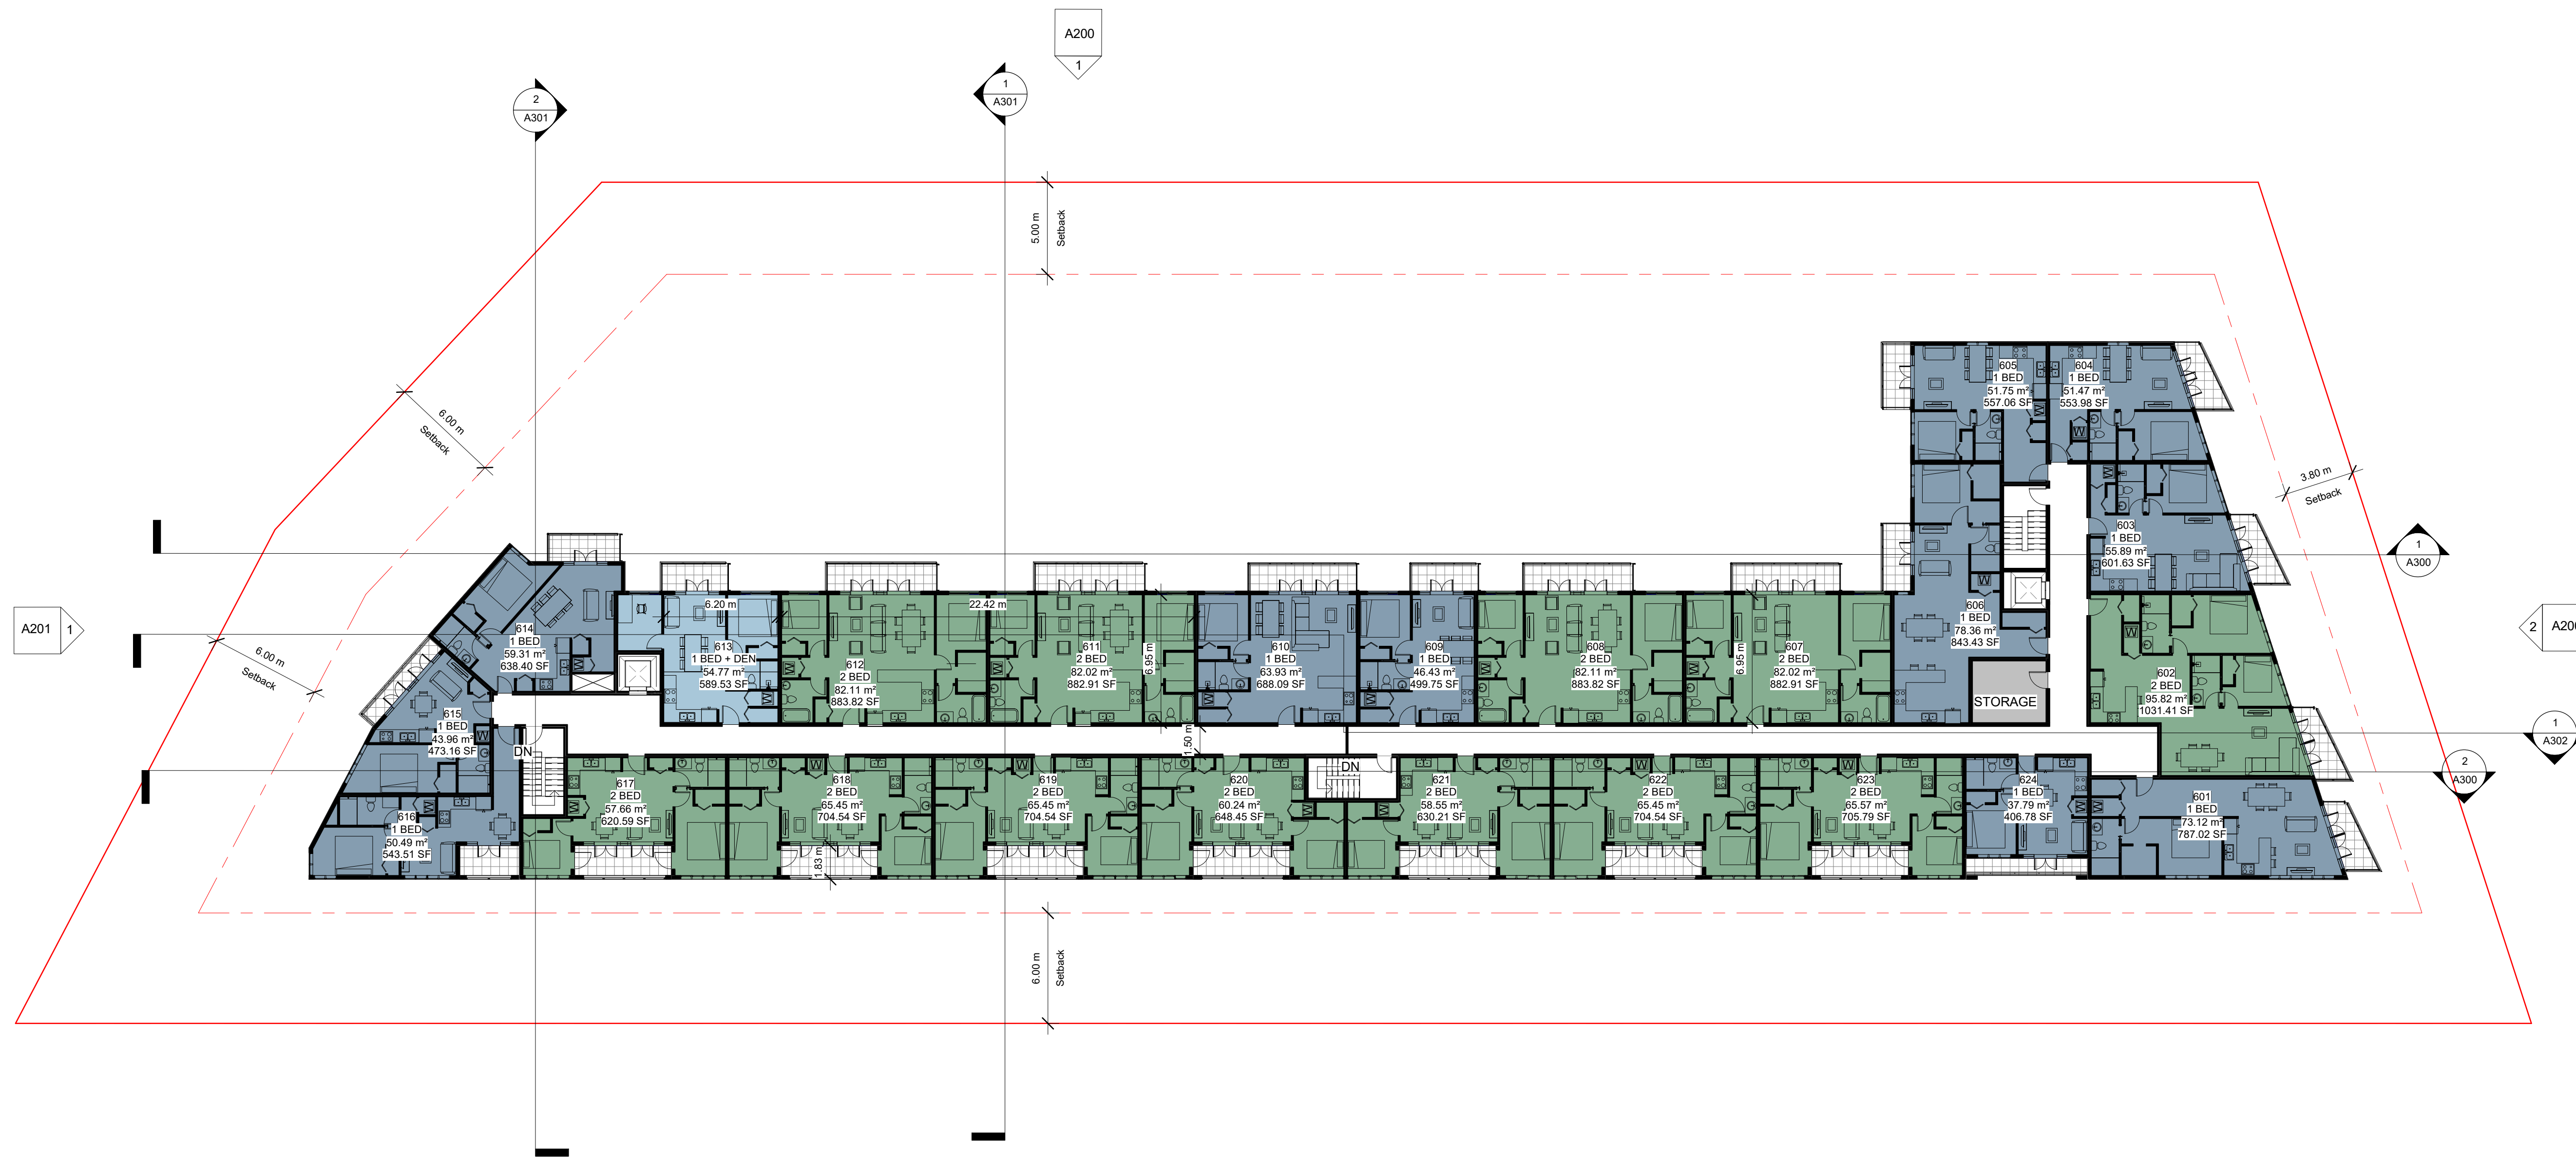 A200
1
2
A301
1
A301
5.00 m
Setback
6.00 m
Setback
3.80 m
Setback
605
1 BED
51.75 m²
557.06 SF
604
1 BED
51.47 m²
553.98 SF
W
W
W
603
1 BED
55.89 m²
601.63 SF
1
A300
A201
1
6.00 m
Setback
614
1 BED
59.31 m²
638.40 SF
W
6.20 m
613
1 BED + DEN
54.77 m²
589.53 SF
W
612
2 BED
82.11 m²
883.82 SF
W
22.42 m
611
2 BED
82.02 m²
882.91 SF
W
6.95 m
610
1 BED
63.93 m²
688.09 SF
W
609
1 BED
46.43 m²
499.75 SF
W
608
2 BED
82.11 m²
883.82 SF
W
607
2 BED
82.02 m²
882.91 SF
W
6.95 m
606
1 BED
78.36 m²
843.43 SF
W
STORAGE
602
2 BED
95.82 m²
1031.41 SF
W
2
A200
615
1 BED
43.96 m²
473.16 SF
W
DN
1.50 m
DN
1
A302
2
A300
616
1 BED
50.49 m²
543.51 SF
W
617
2 BED
57.66 m²
620.59 SF
W
618
2 BED
65.45 m²
704.54 SF
W
1.83 m
619
2 BED
65.45 m²
704.54 SF
W
620
2 BED
60.24 m²
648.45 SF
W
621
2 BED
58.55 m²
630.21 SF
W
622
2 BED
65.45 m²
704.54 SF
W
623
2 BED
65.57 m²
705.79 SF
W
624
1 BED
37.79 m²
406.78 SF
W
601
1 BED
73.12 m²
787.02 SF
W
6.00 m
Setback